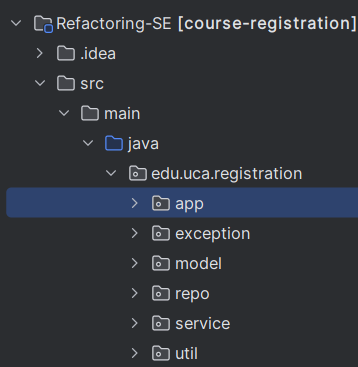 Refactoring-SE [course-registration]
.idea
src
main
java
edu.uca.registration
app
exception
model
repo
service
util